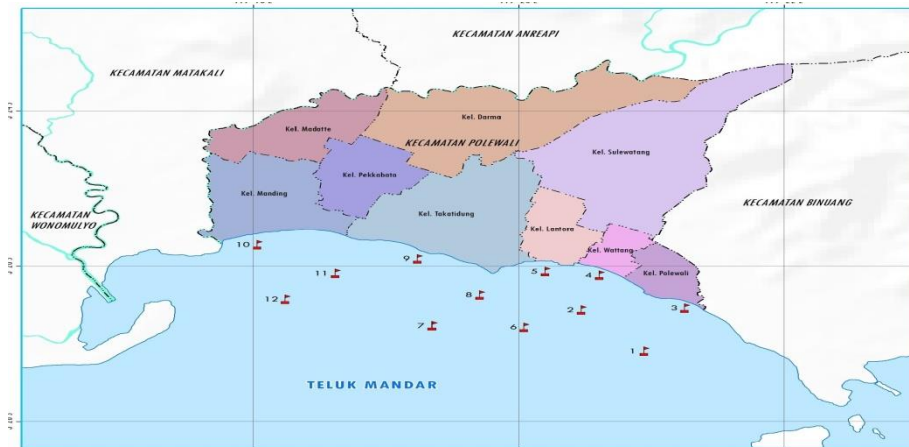 KECAMATAN ANREAPI
KECAMATAN MATAKALI
Kel. Darma
Kel. Madatte
KECAMATAN POLEWALI
Kel. Sulewatang
Kel. Pekkabata
Kel. Manding
KECAMATAN BINUANG
Kel. Takatidung
KECAMATAN
WONOMULYO
Kel. Lantora
10
Kel. Wattang
9
11
5
4
Kel. Polewali
12
8
2
3
7
6
1
TELUK MANDAR